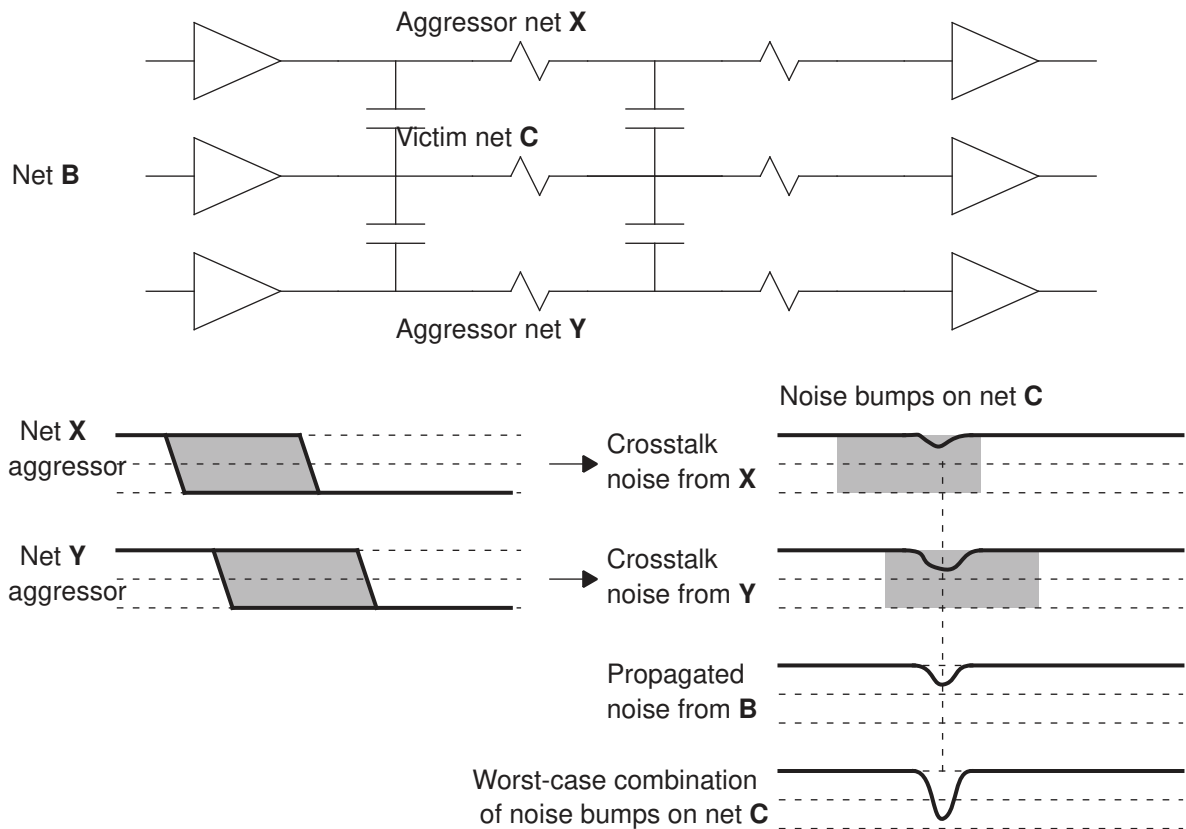 Aggressor net X
Victim net C
Net B
Aggressor net Y
Noise bumps on net C
Net X
aggressor
Crosstalk
noise from X
Net Y
aggressor
Crosstalk
noise from Y
Propagated
noise from B
Worst-case combination
of noise bumps on net C